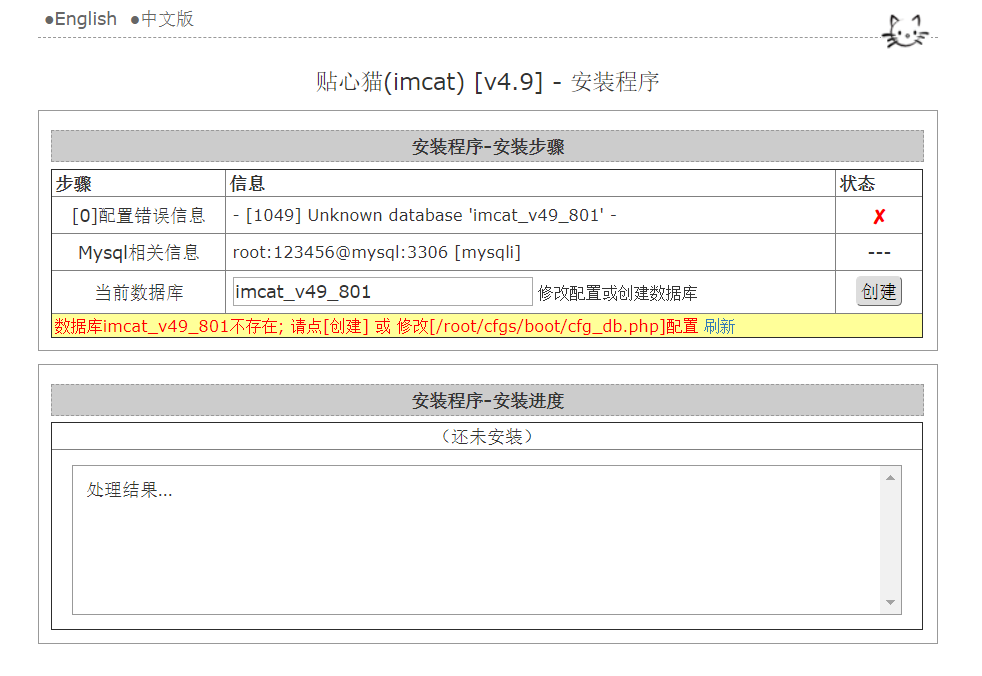 ●English ●中文版
贴心猫(imcat) [v4.9] - 安装程序
安装程序-安装步骤
步骤 信息 状态
[0]配置错误信息 - [1049] Unknown database 'imcat_v49_801' - ✗
Mysql相关信息 root:123456@mysql:3306 [mysqli] ---
当前数据库 imcat_v49_801 修改配置或创建数据库 创建
数据库imcat_v49_801不存在; 请点[创建] 或 修改[/root/cfgs/boot/cfg_db.php]配置 刷新
安装程序-安装进度
（还未安装）
处理结果...